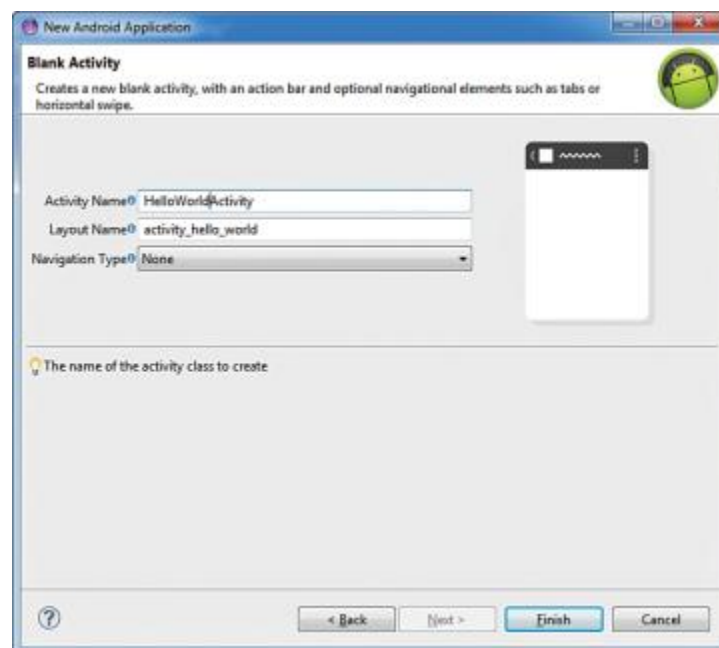 New Android Application
Blank Activity
Creates a new blank activity, with an action bar and optional navigational elements such as tabs or
horizontal swipe.
Activity Name HelloWorldActivity
Layout Name activity_hello_world
Navigation Type None
The name of the activity class to create
< Back Next > Finish Cancel